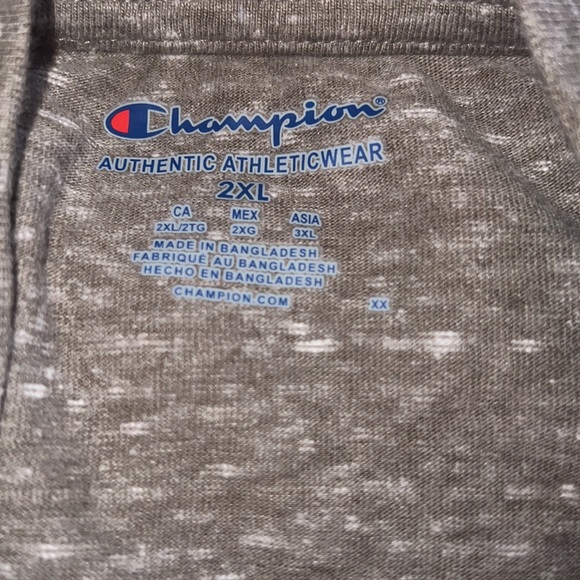 Champion®
AUTHENTIC ATHLETICWEAR
2XL
CA MEX ASIA
2XL/2TG 2XG 3XL
MADE IN BANGLADESH
FABRIQUÉ AU BANGLADESH
HECHO EN BANGLADESH
CHAMPION.COM XX